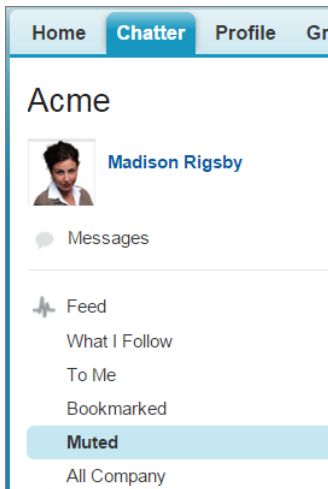 Home Chatter Profile Gr
Acme
Madison Rigsby
Messages
Feed
What I Follow
To Me
Bookmarked
Muted
All Company